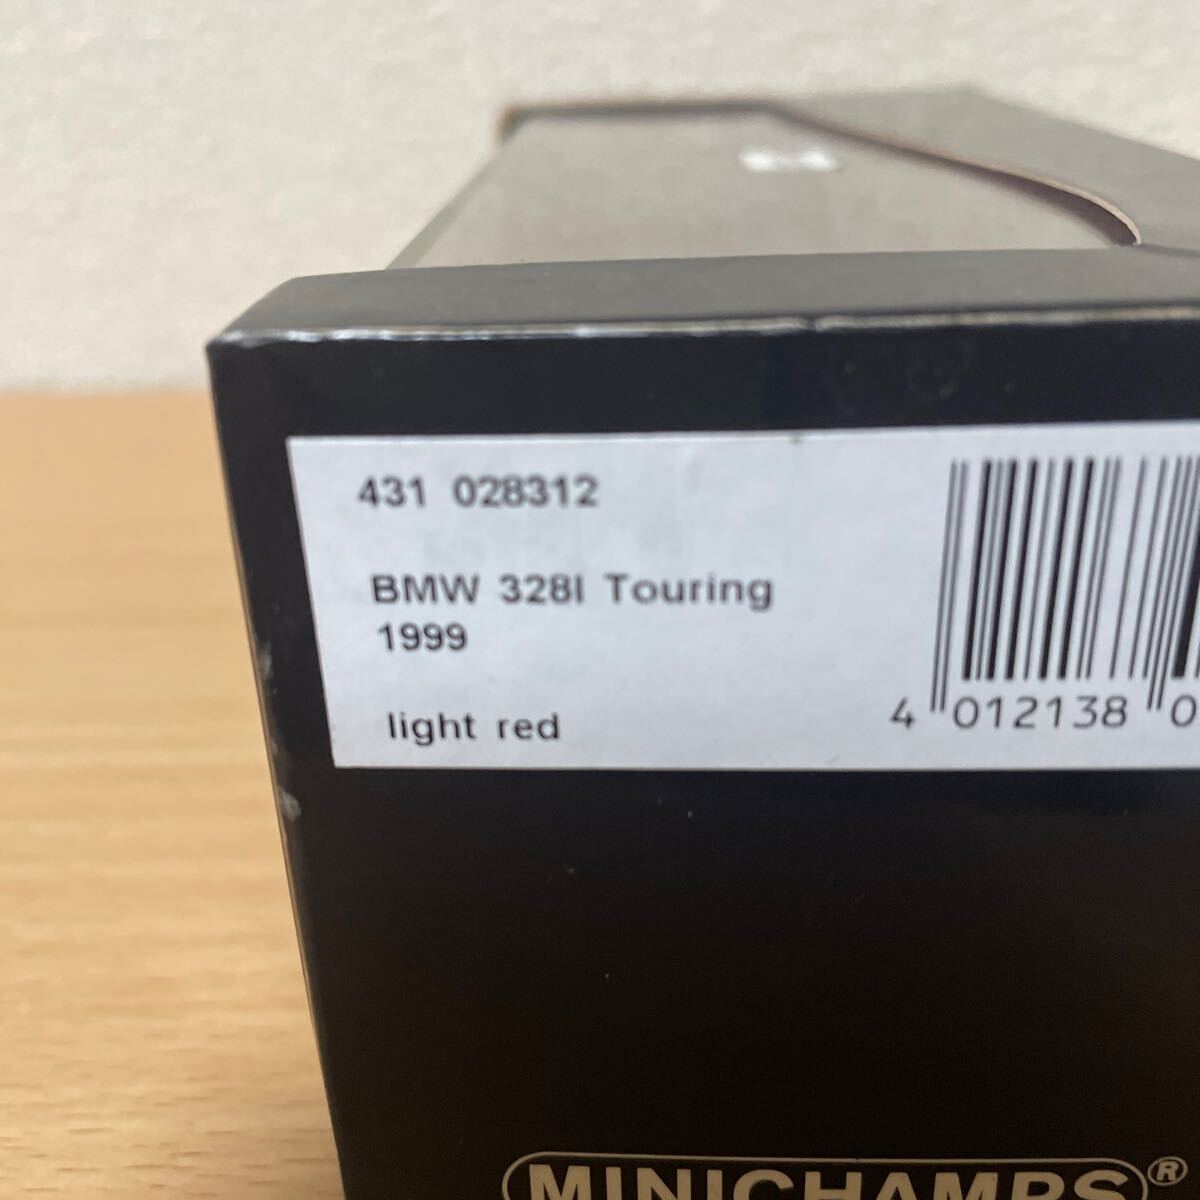 431 028312
BMW 328I Touring
1999
light red
4 012138 0
MINICHAMPS®